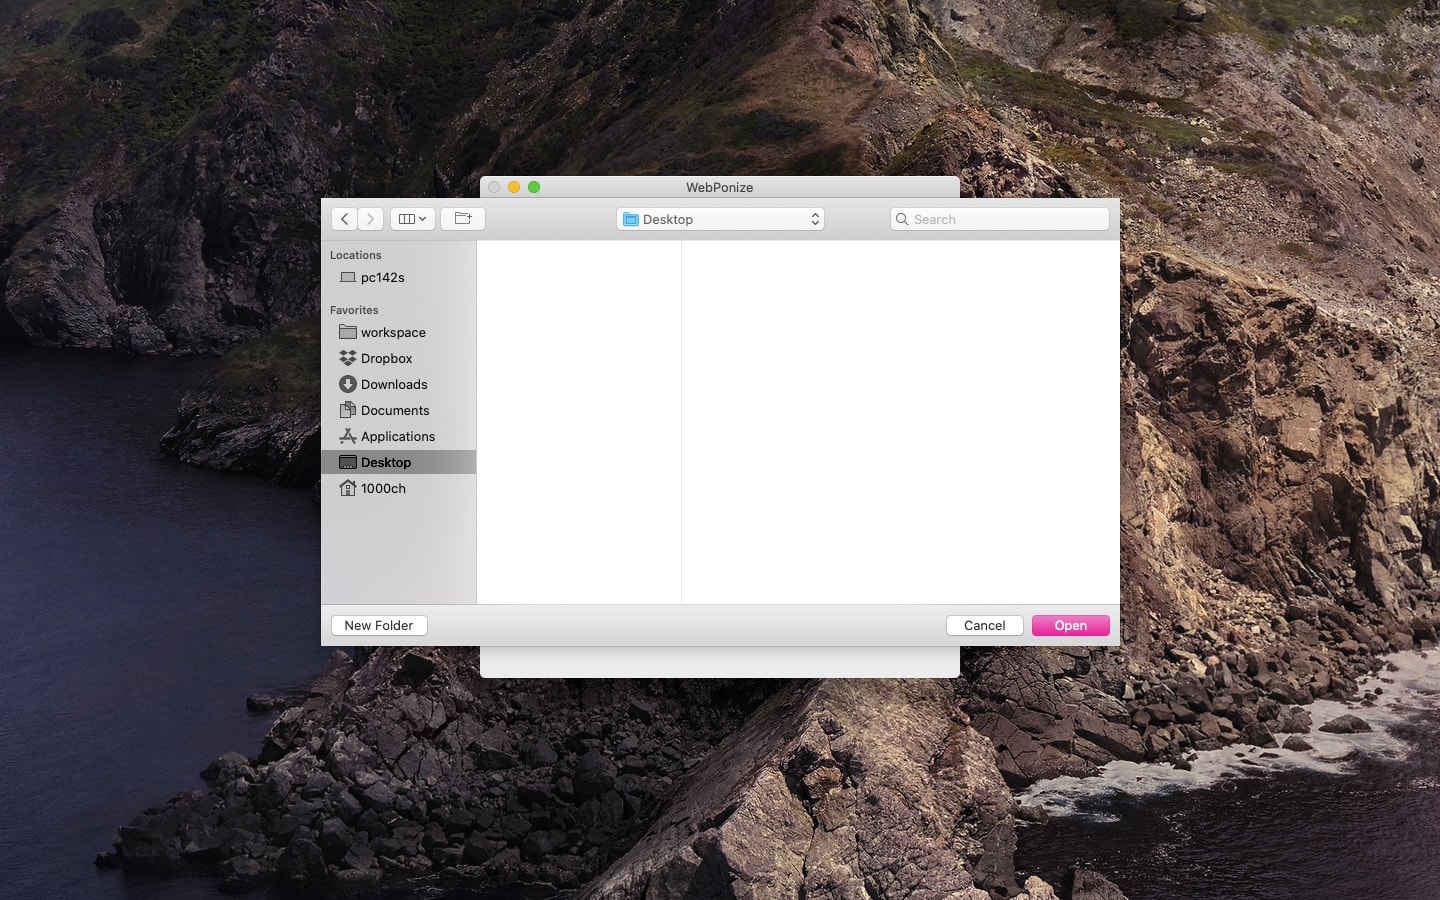 WebPonize
Desktop
Search
Locations
pc142s
Favorites
workspace
Dropbox
Downloads
Documents
Applications
Desktop
1000ch
New Folder
Cancel
Open